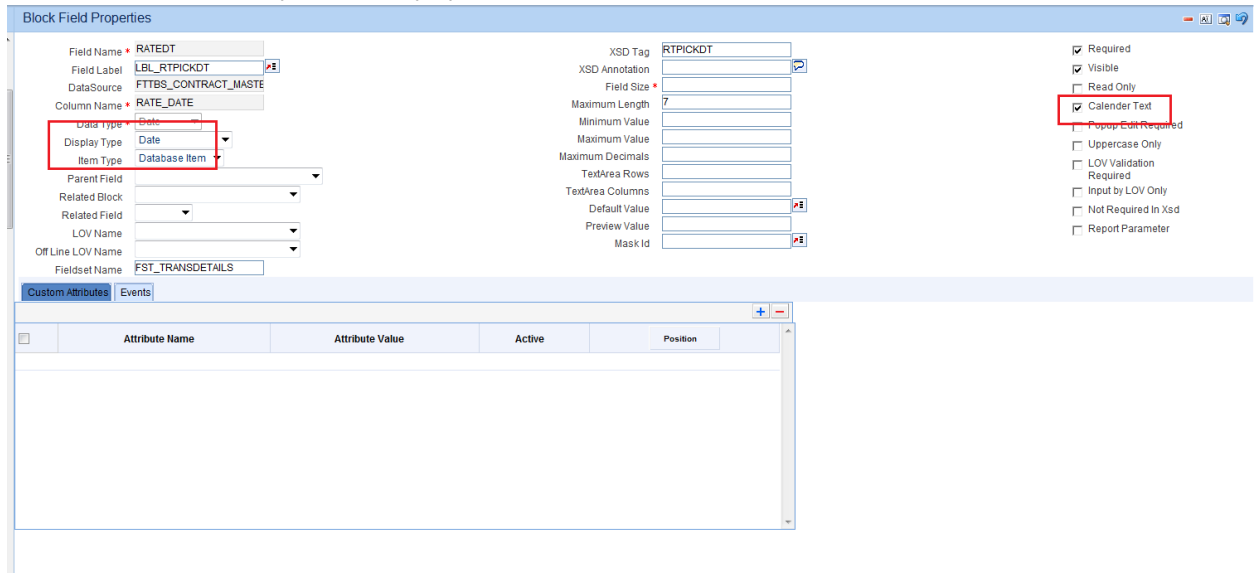 Block Field Properties
Field Name * RATEDT
Field Label LBL_RTPICKDT
DataSource FTTBS_CONTRACT_MASTE
Column Name * RATE_DATE
Data Type * Date
Display Type Date
Item Type Database Item
Parent Field
Related Block
Related Field
LOV Name
Off Line LOV Name
Fieldset Name FST_TRANSDETAILS
XSD Tag RTPICKDT
XSD Annotation
Field Size *
Maximum Length 7
Minimum Value
Maximum Value
Maximum Decimals
TextArea Rows
TextArea Columns
Default Value
Preview Value
Mask Id
Required
Visible
Read Only
Calender Text
Popup Edit Required
Uppercase Only
LOV Validation
Required
Input by LOV Only
Not Required In Xsd
Report Parameter
Custom Attributes Events
Attribute Name Attribute Value Active Position